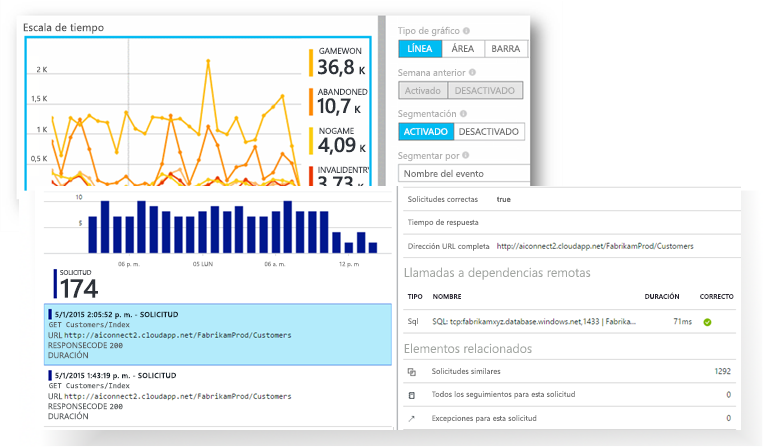 Escala de tiempo
2 K
1,5 K
1 K
0,5 K
GAMEWON
36,8 K
ABANDONED
10,7 K
NOGAME
4,09 K
INVALIDENTRY
3,73 K
Tipo de gráfico
LÍNEA ÁREA BARRA
Semana anterior
Activado DESACTIVADO
Segmentación
ACTIVADO DESACTIVADO
Segmentar por
Nombre del evento
10
06 p. m. 05 LUN 06 a. m. 12 p. m
SOLICITUD
174
5/1/2015 2:05:52 p. m. - SOLICITUD
GET Customers/Index
URL http://aiconnect2.cloudapp.net/FabrikamProd/Customers
RESPONSECODE 200
DURACIÓN
5/1/2015 1:43:19 p. m. - SOLICITUD
GET Customers/Index
URL http://aiconnect2.cloudapp.net/FabrikamProd/Customers
RESPONSECODE 200
DURACIÓN
Solicitudes correctas true
Tiempo de respuesta
Dirección URL completa http://aiconnect2.cloudapp.net/FabrikamProd/Customers
Llamadas a dependencias remotas
TIPO NOMBRE DURACIÓN CORRECTO
Sql SQL: tcp:fabrikamxyz.database.windows.net,1433 | Fabrika... 71ms
Elementos relacionados
Solicitudes similares 1292
Todos los seguimientos para esta solicitud 0
Excepciones para esta solicitud 0